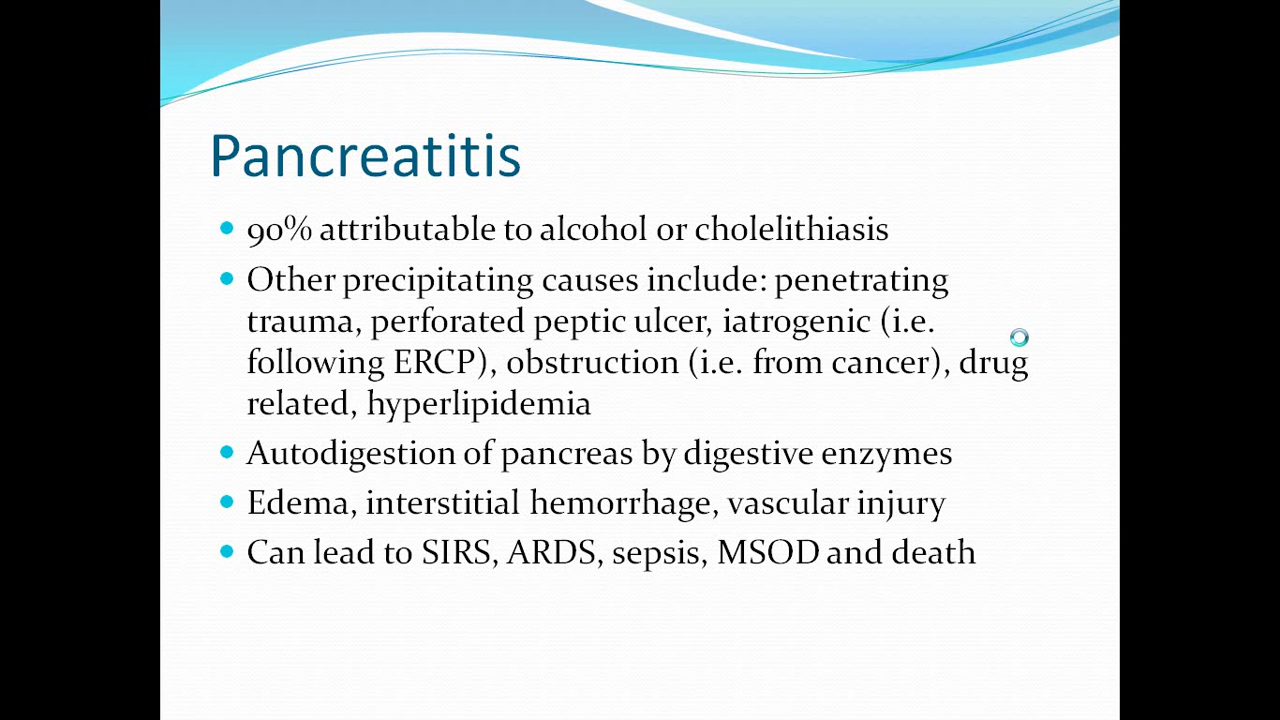 Pancreatitis
• 90% attributable to alcohol or cholelithiasis
• Other precipitating causes include: penetrating
trauma, perforated peptic ulcer, iatrogenic (i.e.
following ERCP), obstruction (i.e. from cancer), drug
related, hyperlipidemia
• Autodigestion of pancreas by digestive enzymes
• Edema, interstitial hemorrhage, vascular injury
• Can lead to SIRS, ARDS, sepsis, MSOD and death